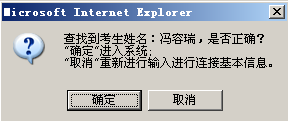 Microsoft Internet Explorer
查找到考生姓名：冯容瑞，是否正确？
"确定"进入系统；
"取消"重新进行输入进行连接基本信息。
确定
取消